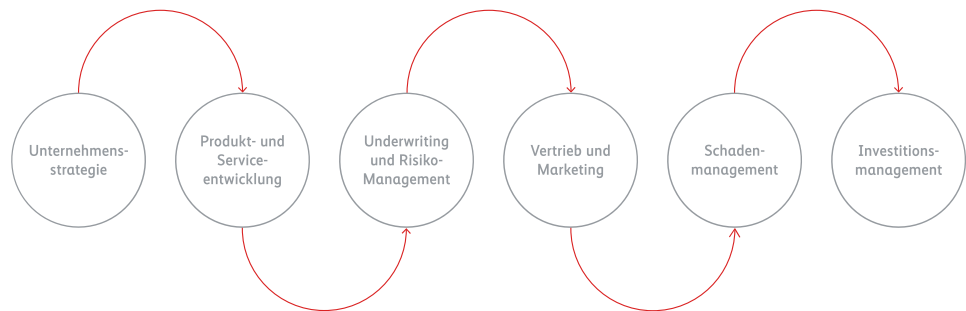 Unternehmens-
strategie
Produkt- und
Service-
entwicklung
Underwriting
und Risiko-
Management
Vertrieb und
Marketing
Schaden-
management
Investitions-
management